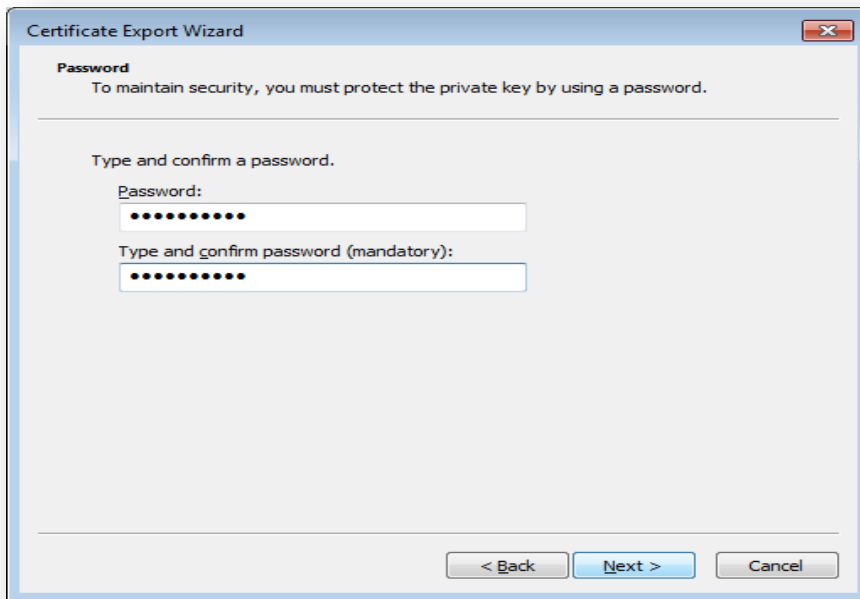 Certificate Export Wizard
Password
To maintain security, you must protect the private key by using a password.
Type and confirm a password.
Password:
••••••••••
Type and confirm password (mandatory):
••••••••••
< Back Next > Cancel